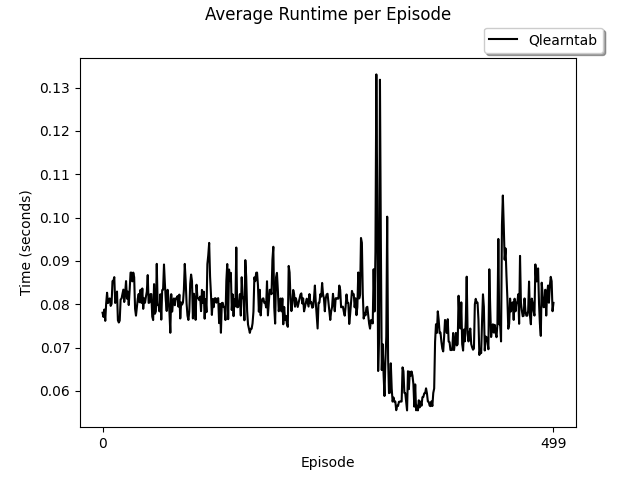 Average Runtime per Episode
Qlearntab
0.13
0.12
0.11
0.10
0.09
0.08
0.07
0.06
Time (seconds)
0
499
Episode